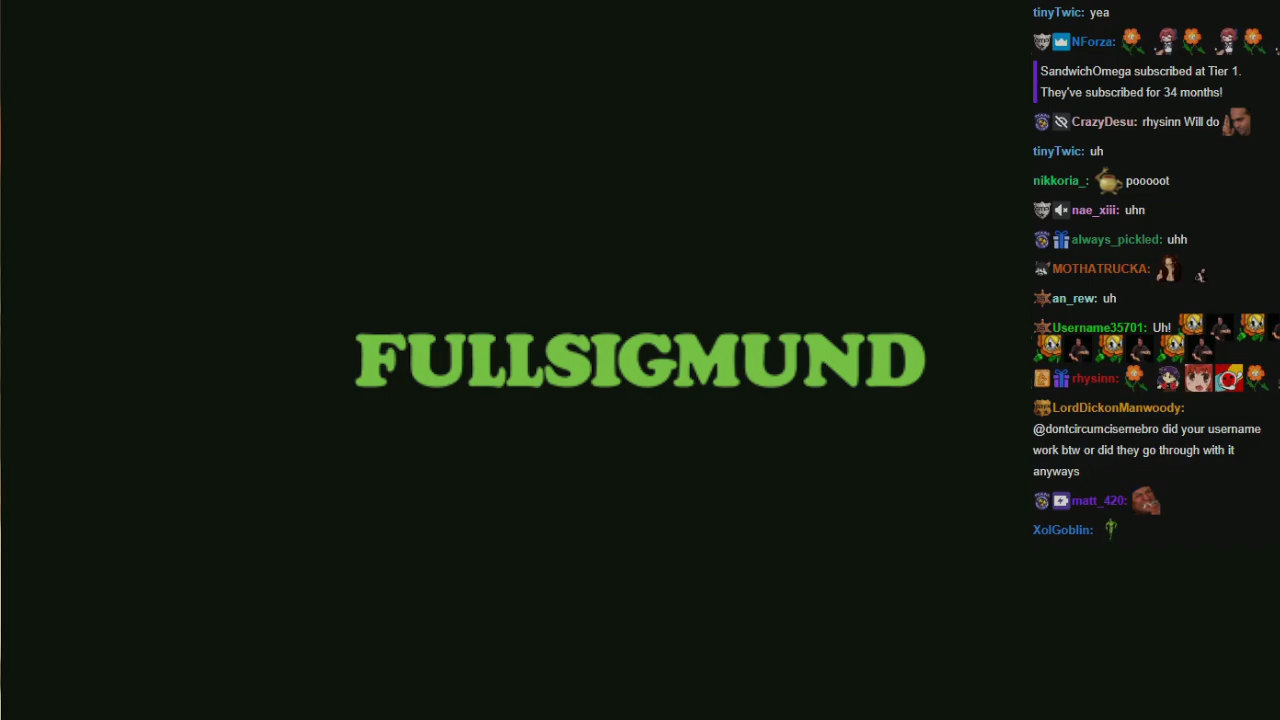 tinyTwic: yea
NForza:
SandwichOmega subscribed at Tier 1.
They've subscribed for 34 months!
CrazyDesu: rhysinn Will do
tinyTwic: uh
nikkoria_: pooooot
nae_xiii: uhn
always_pickled: uhh
MOTHATRUCKA:
an_rew: uh
Username35701: Uh!
FULLSIGMUND
rhysinn:
LordDickonManwoody:
@dontcircumcisemebro did your username
work btw or did they go through with it
anyways
matt_420:
XolGoblin: